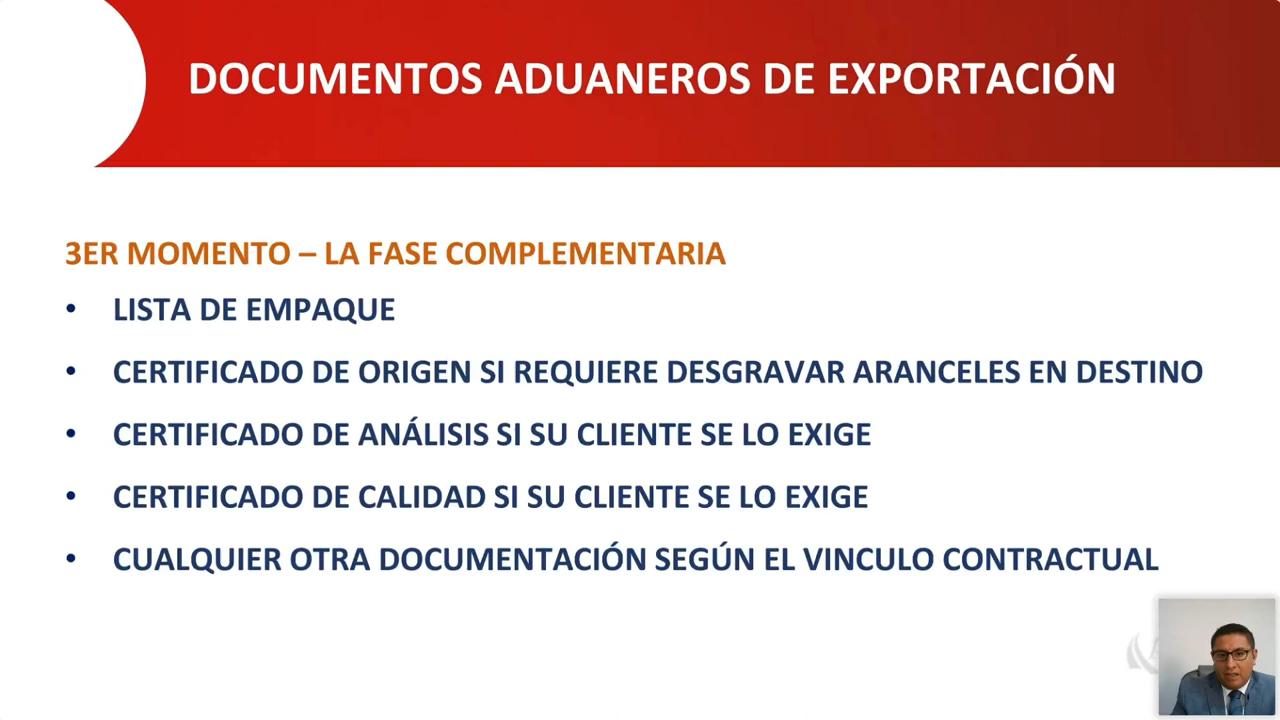 DOCUMENTOS ADUANEROS DE EXPORTACIÓN
3ER MOMENTO – LA FASE COMPLEMENTARIA
• LISTA DE EMPAQUE
• CERTIFICADO DE ORIGEN SI REQUIERE DESGRAVAR ARANCELES EN DESTINO
• CERTIFICADO DE ANÁLISIS SI SU CLIENTE SE LO EXIGE
• CERTIFICADO DE CALIDAD SI SU CLIENTE SE LO EXIGE
• CUALQUIER OTRA DOCUMENTACIÓN SEGÚN EL VINCULO CONTRACTUAL